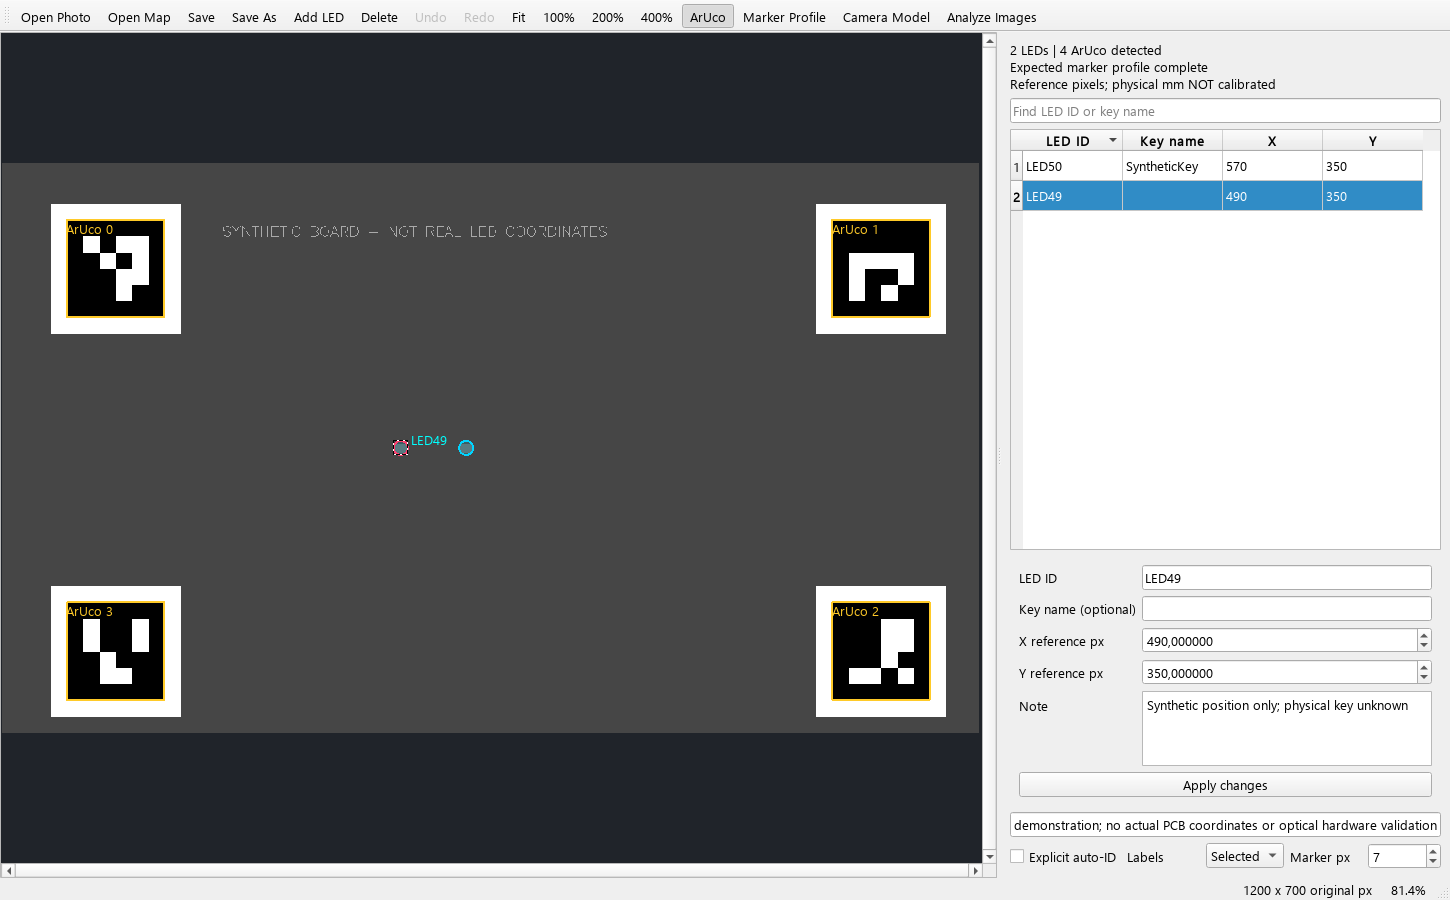 Open Photo Open Map Save Save As Add LED Delete Undo Redo Fit 100% 200% 400% ArUco Marker Profile Camera Model Analyze Images
2 LEDs | 4 ArUco detected
Expected marker profile complete
Reference pixels; physical mm NOT calibrated
Find LED ID or key name
LED ID Key name X Y
1 LED50 SyntheticKey 570 350
2 LED49 490 350
ArUco 0
SYNTHETIC BOARD - NOT REAL LED COORDINATES
ArUco 1
LED49
ArUco 3
ArUco 2
LED ID LED49
Key name (optional)
X reference px 490,000000
Y reference px 350,000000
Note Synthetic position only; physical key unknown
Apply changes
demonstration; no actual PCB coordinates or optical hardware validation
Explicit auto-ID Labels Selected Marker px 7
1200 x 700 original px 81.4%